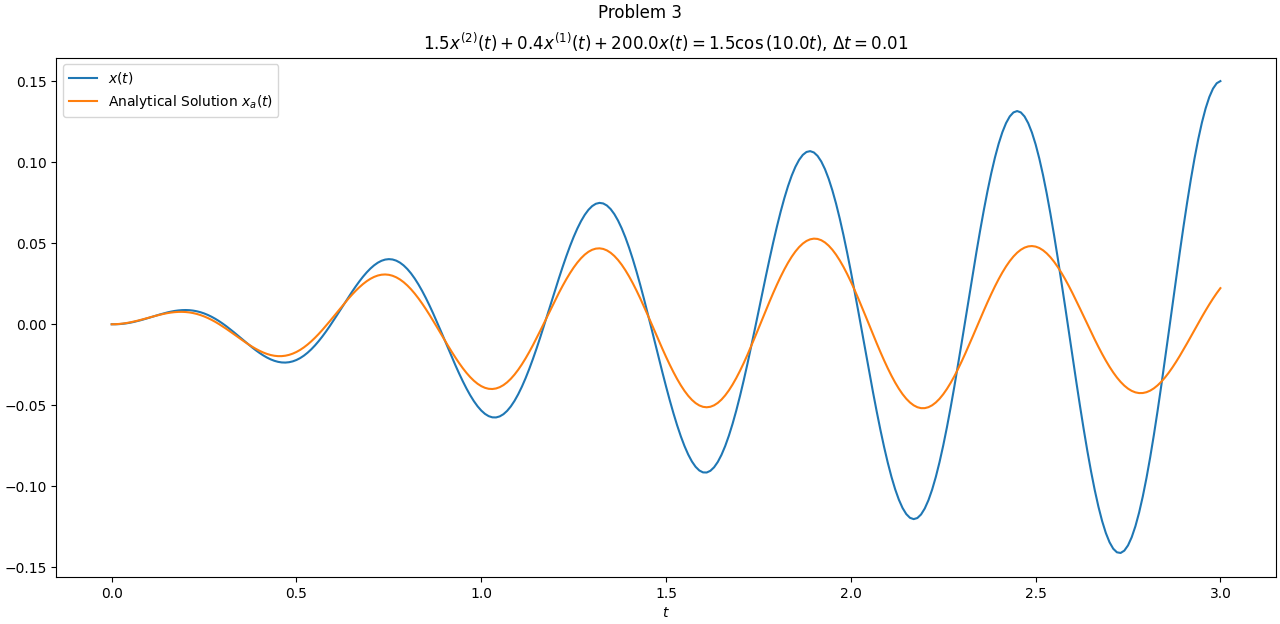 Problem 3
1.5x^{(2)}(t) + 0.4x^{(1)}(t) + 200.0x(t) = 1.5cos (10.0t), Δt = 0.01
x(t)
Analytical Solution x_a(t)
0.15
0.10
0.05
0.00
−0.05
−0.10
−0.15
0.0 0.5 1.0 1.5 2.0 2.5 3.0
t